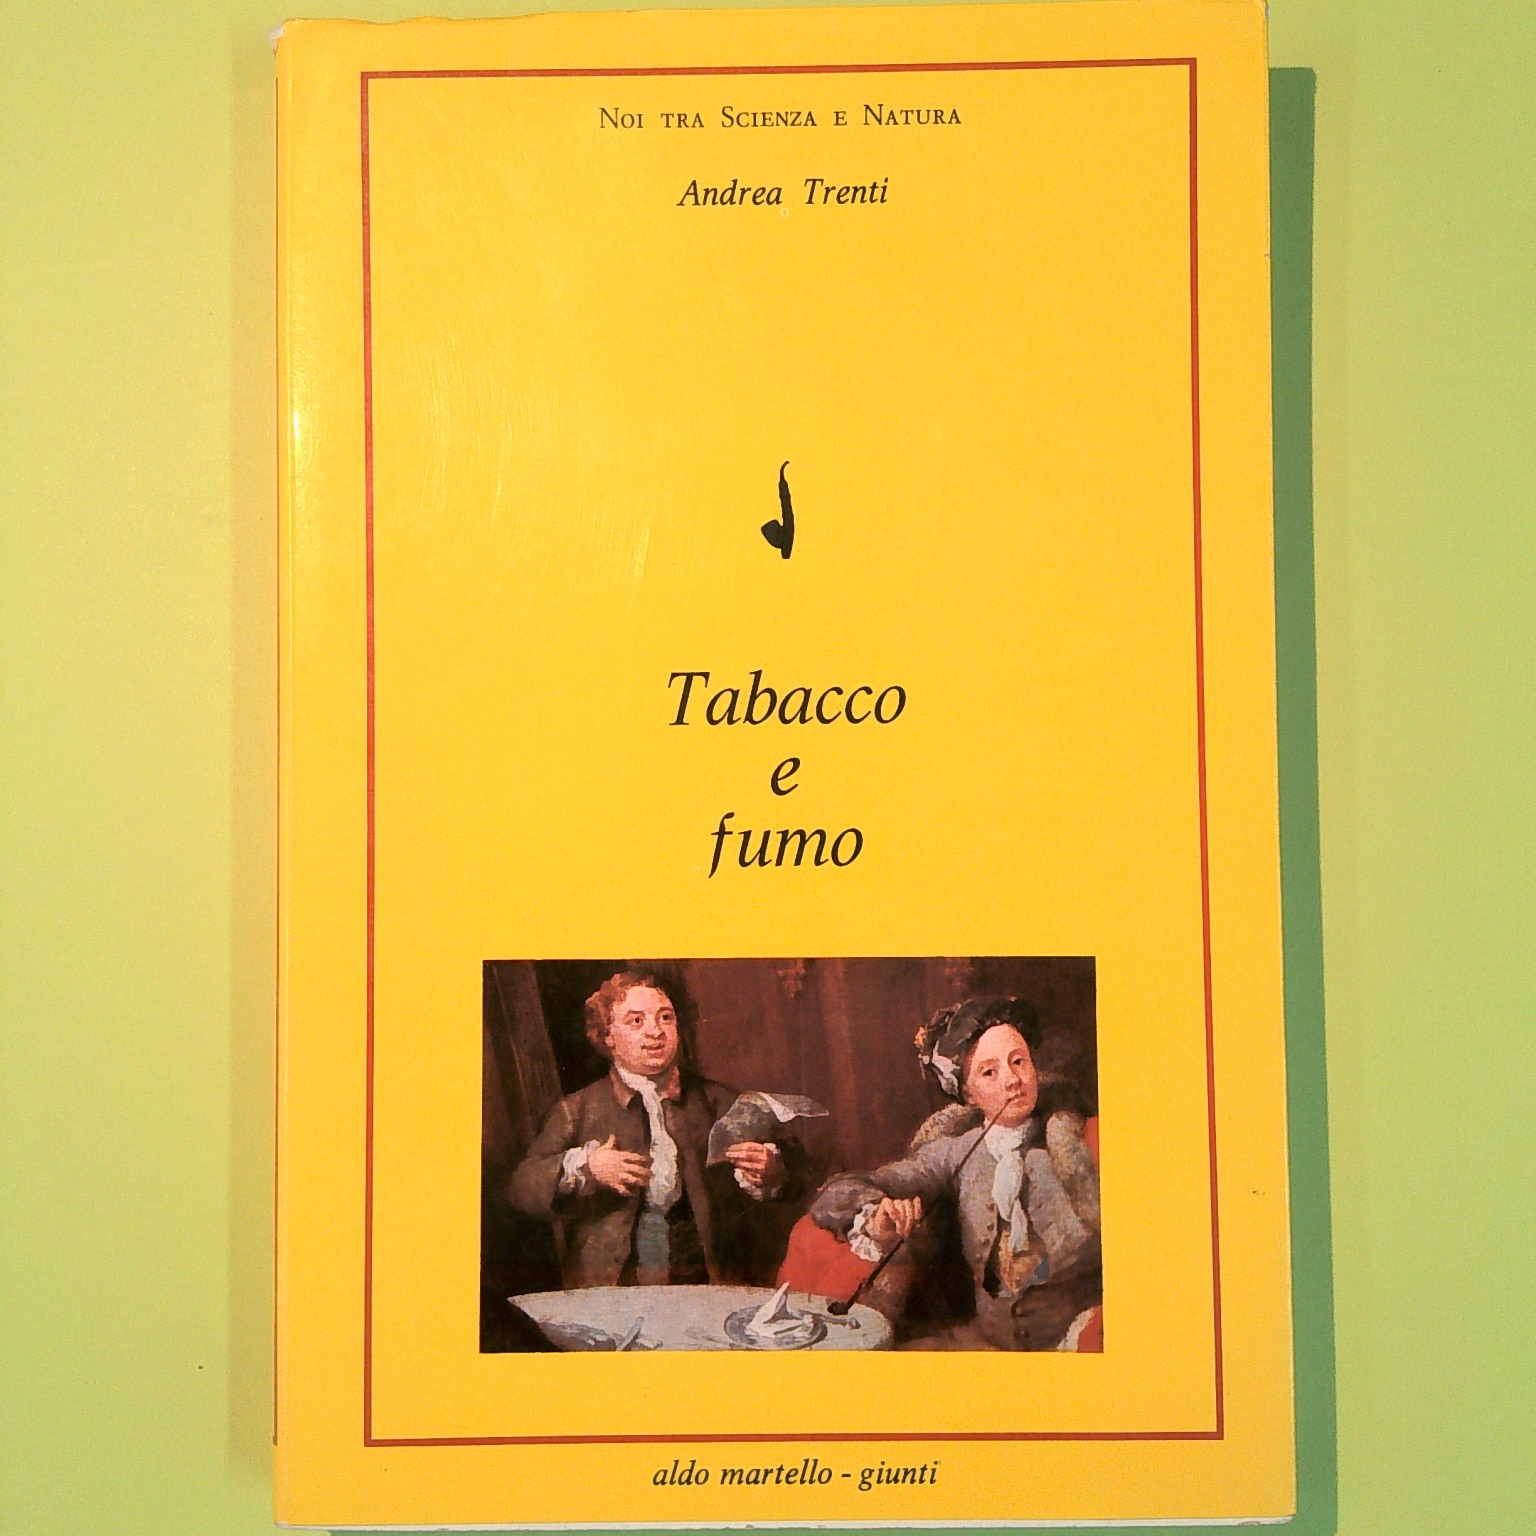 Noi tra Scienza e Natura
Andrea Trenti
Tabacco
e
fumo
aldo martello - giunti